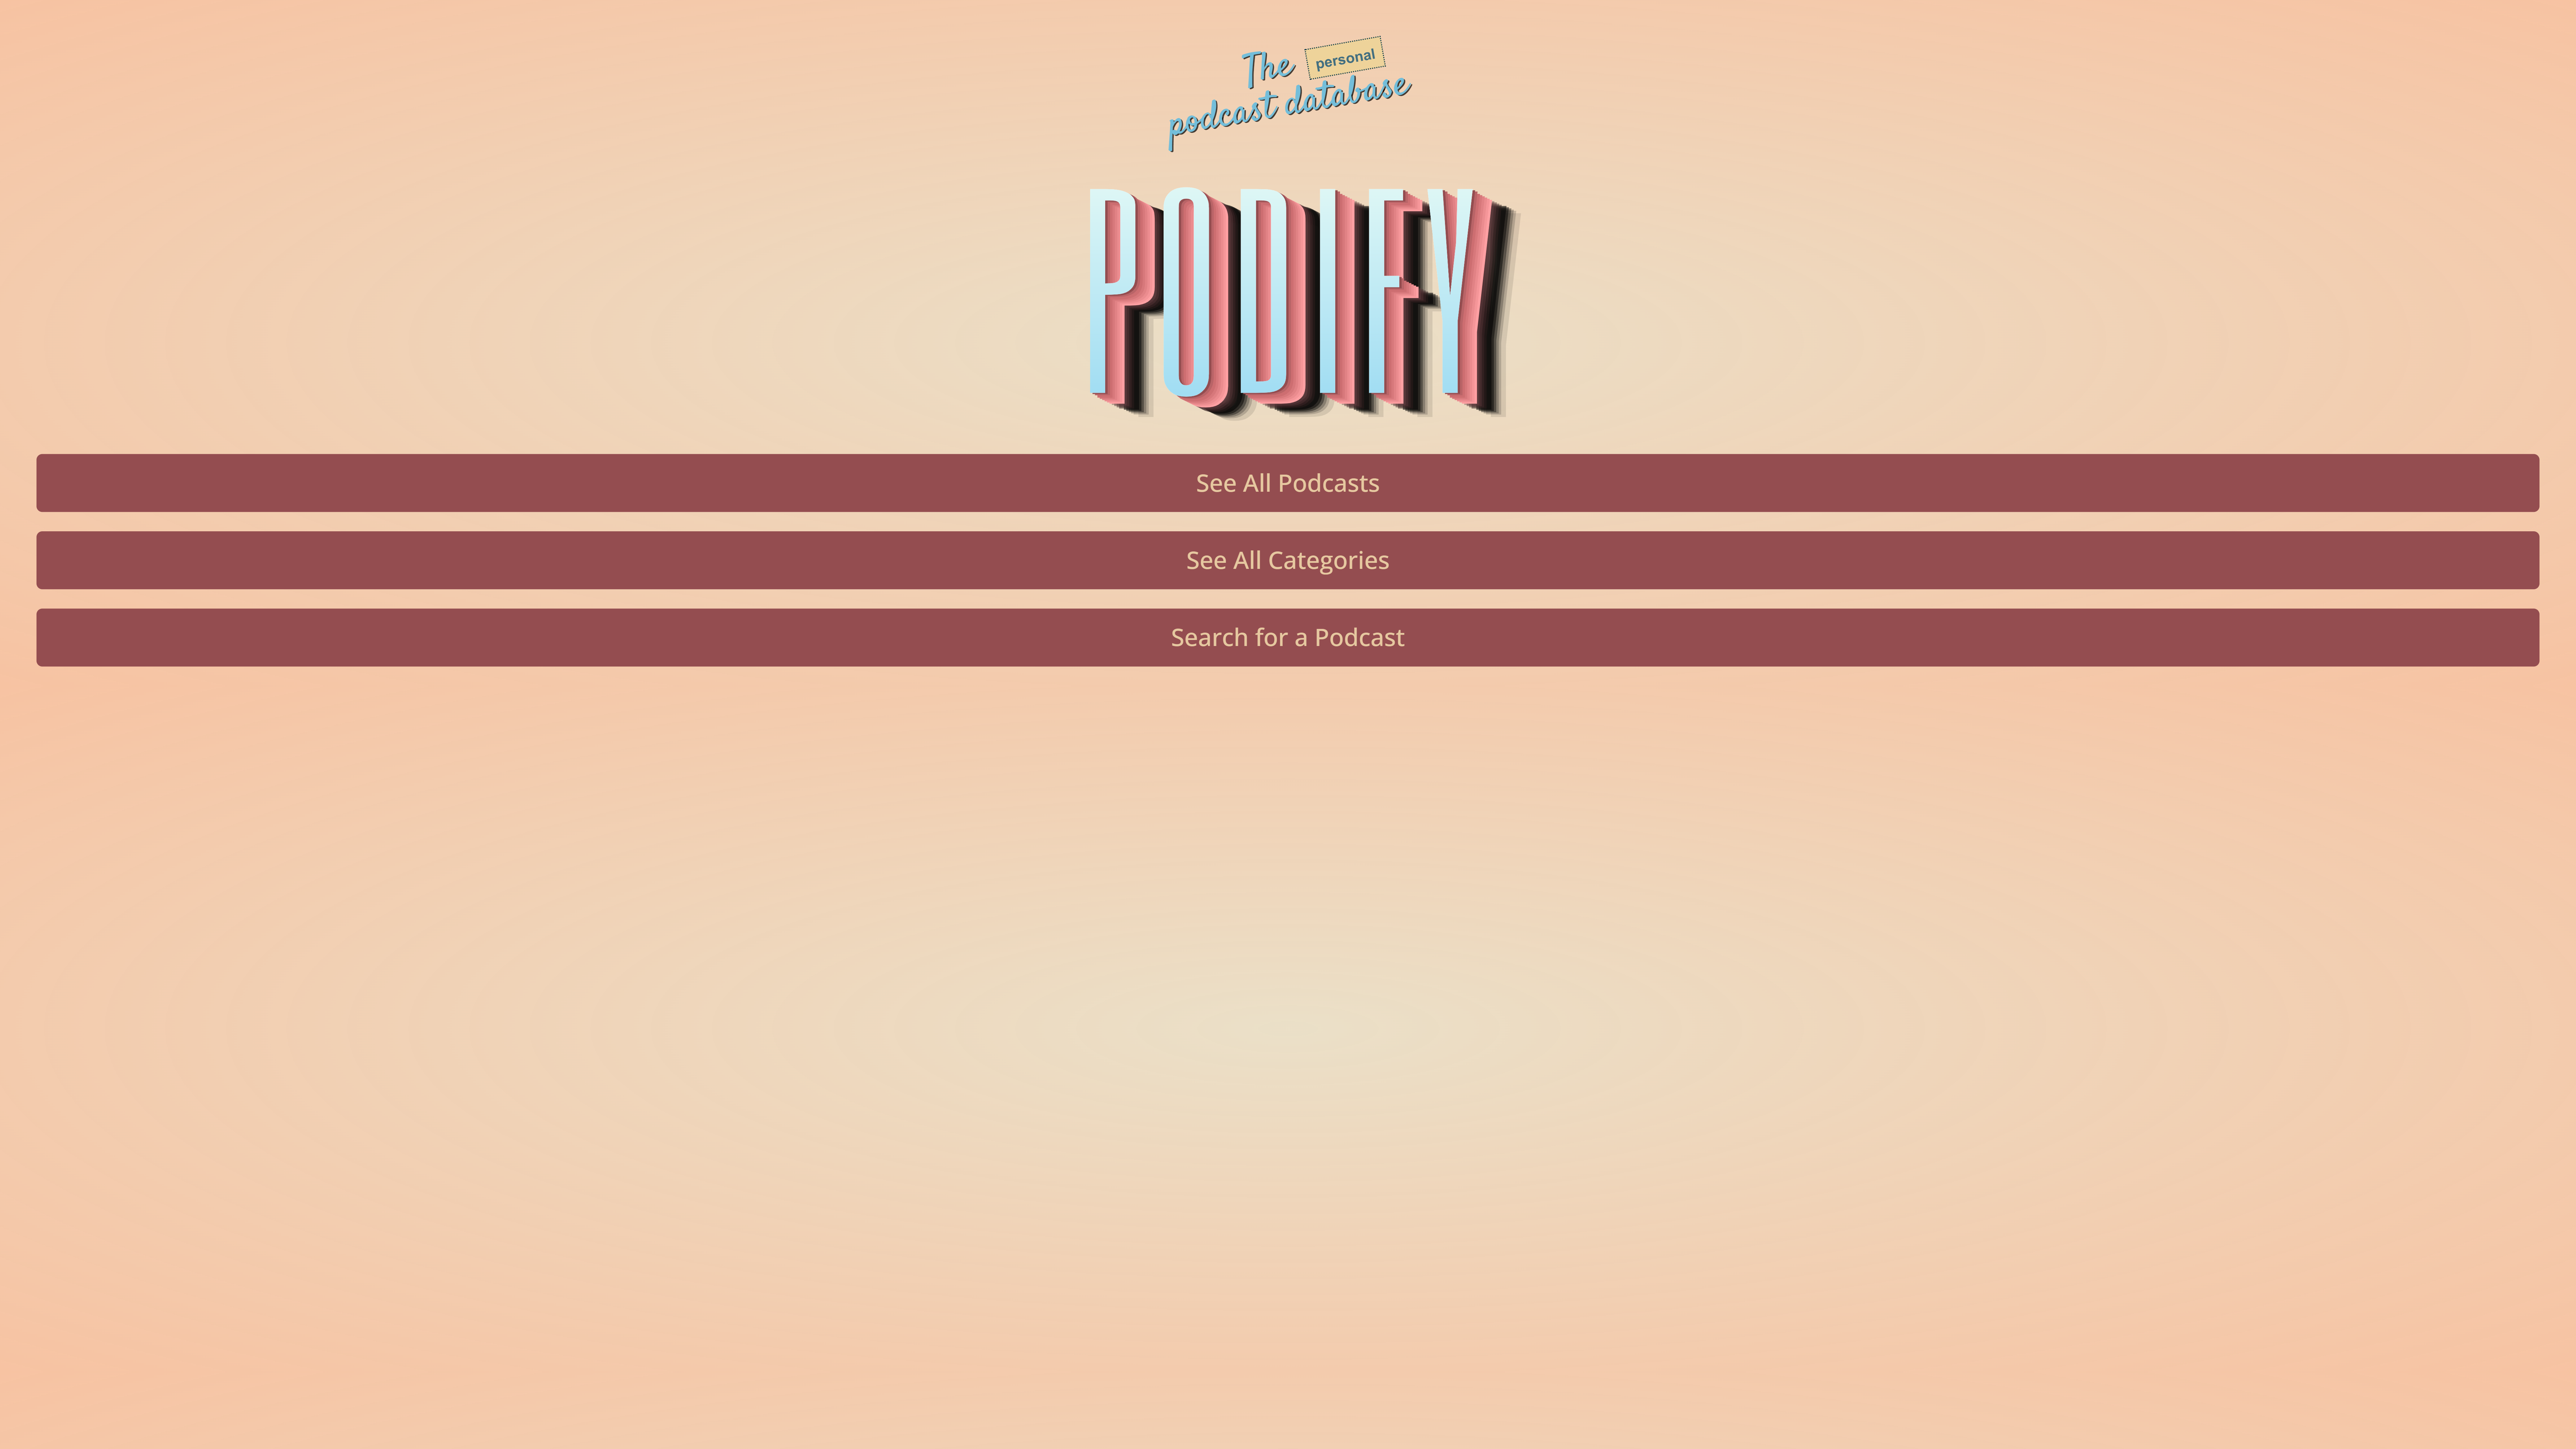 The personal
podcast database
PODIFY
See All Podcasts
See All Categories
Search for a Podcast